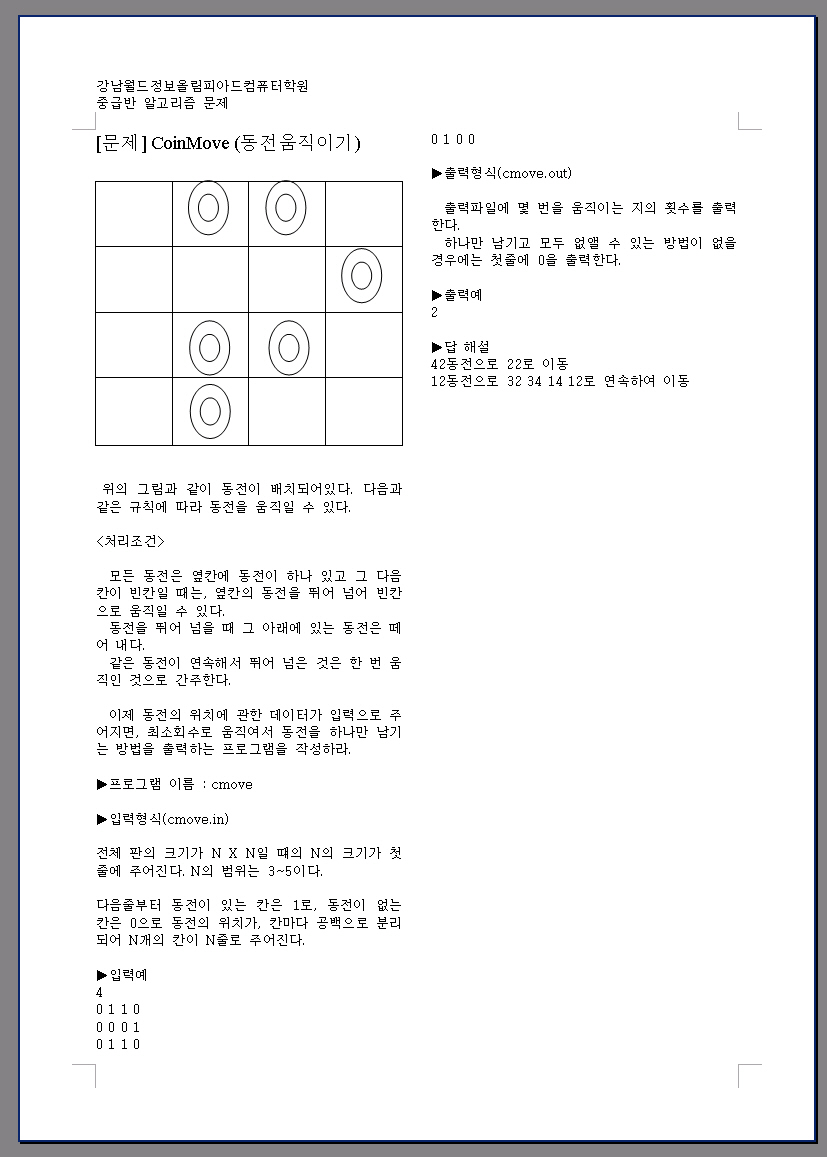 강남월드정보올림피아드컴퓨터학원
중급반 알고리즘 문제
[문제] CoinMove (동전움직이기)
위의 그림과 같이 동전이 배치되어있다. 다음과
같은 규칙에 따라 동전을 움직일 수 있다.
<처리조건>
모든 동전은 옆칸에 동전이 하나 있고 그 다음
칸이 빈칸일 때는, 옆칸의 동전을 뛰어 넘어 빈칸
으로 움직일 수 있다.
동전을 뛰어 넘을 때 그 아래에 있는 동전은 떼
어 내다.
같은 동전이 연속해서 뛰어 넘은 것은 한 번 움
직인 것으로 간주한다.
이제 동전의 위치에 관한 데이터가 입력으로 주
어지면, 최소회수로 움직여서 동전을 하나만 남기
는 방법을 출력하는 프로그램을 작성하라.
▶프로그램 이름 : cmove
▶입력형식(cmove.in)
전체 판의 크기가 N X N일 때의 N의 크기가 첫
줄에 주어진다. N의 범위는 3~5이다.
다음줄부터 동전이 있는 칸은 1로, 동전이 없는
칸은 0으로 동전의 위치가, 칸마다 공백으로 분리
되어 N개의 칸이 N줄로 주어진다.
▶입력예
4
0 1 1 0
0 0 0 1
0 1 1 0
0 1 0 0
▶출력형식(cmove.out)
출력파일에 몇 번을 움직이는 지의 횟수를 출력
한다.
하나만 남기고 모두 없앨 수 있는 방법이 없을
경우에는 첫줄에 0을 출력한다.
▶출력예
2
▶답 해설
42동전으로 22로 이동
12동전으로 32 34 14 12로 연속하여 이동